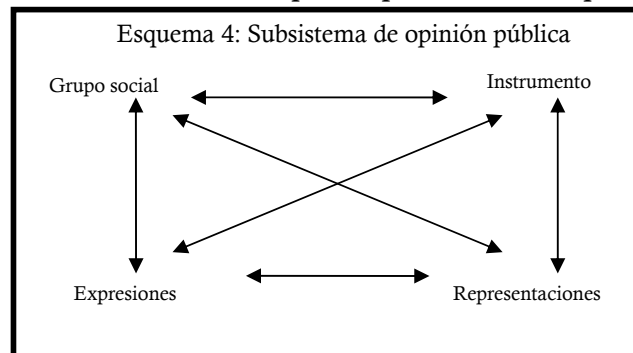 Esquema 4: Subsistema de opinión pública
Grupo social
Instrumento
Expresiones
Representaciones